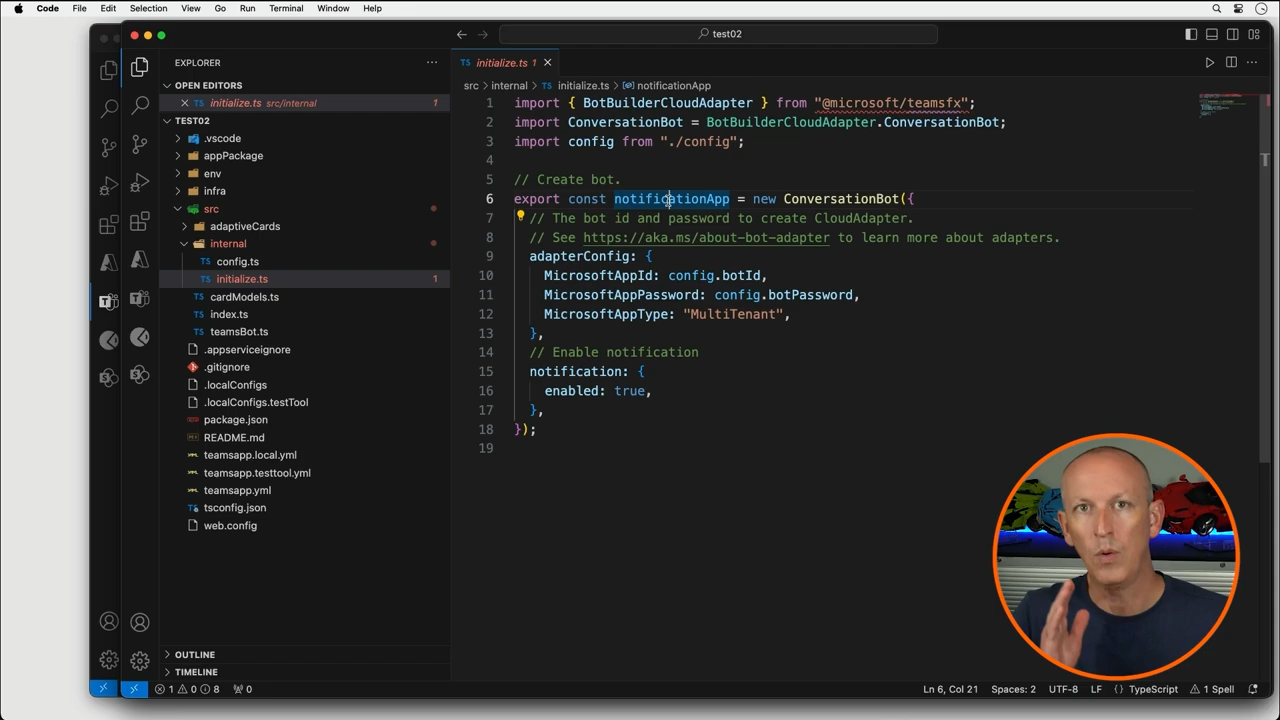 Code File Edit Selection View Go Run Terminal Window Help
test02
EXPLORER
OPEN EDITORS
initialize.ts src/internal 1
TEST02
.vscode
appPackage
env
infra
src
adaptiveCards
internal
config.ts
initialize.ts 1
cardModels.ts
index.ts
teamsBot.ts
.appserviceignore
.gitignore
.localConfigs
.localConfigs.testTool
package.json
README.md
teamsapp.local.yml
teamsapp.testtool.yml
teamsapp.yml
tsconfig.json
web.config
OUTLINE
TIMELINE
initialize.ts 1
src > internal > TS initialize.ts > notificationApp
1 import { BotBuilderCloudAdapter } from "@microsoft/teamsfx";
2 import ConversationBot = BotBuilderCloudAdapter.ConversationBot;
3 import config from "./config";
4
5 // Create bot.
6 export const notificationApp = new ConversationBot({
7 // The bot id and password to create CloudAdapter.
8 // See https://aka.ms/about-bot-adapter to learn more about adapters.
9 adapterConfig: {
10 MicrosoftAppId: config.botId,
11 MicrosoftAppPassword: config.botPassword,
12 MicrosoftAppType: "MultiTenant",
13 },
14 // Enable notification
15 notification: {
16 enabled: true,
17 },
18 });
19
1 0 8 0 Ln 6, Col 21 Spaces: 2 UTF-8 LF {} TypeScript 1 Spell